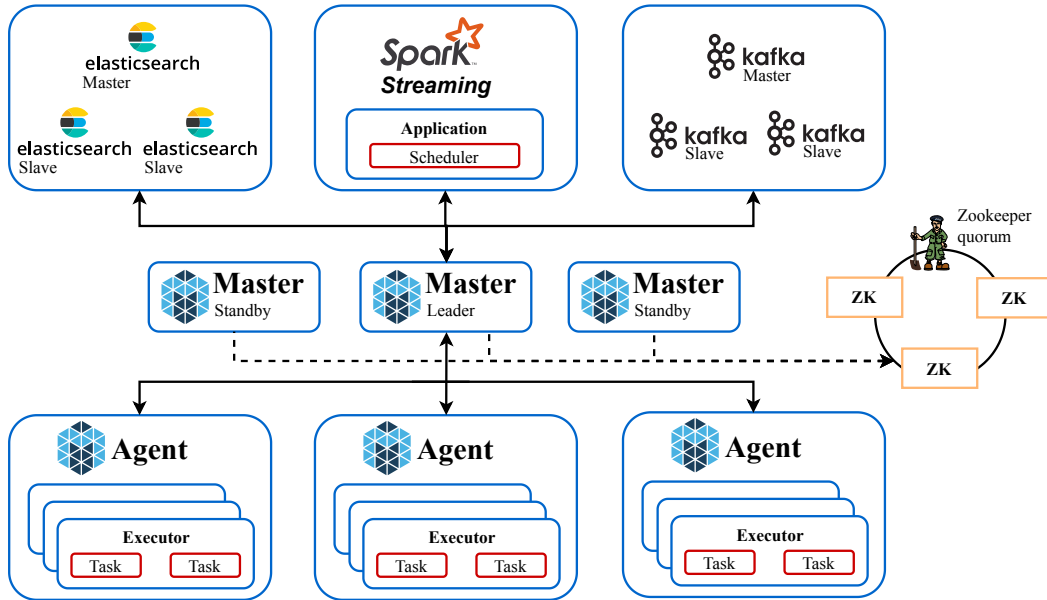 elasticsearch
Master
elasticsearch
Slave
elasticsearch
Slave
Spark
Streaming
Application
Scheduler
kafka
Master
kafka
Slave
kafka
Slave
Zookeeper
quorum
ZK
ZK
ZK
Master
Standby
Master
Leader
Master
Standby
Agent
Executor
Task
Task
Agent
Executor
Task
Task
Agent
Executor
Task
Task